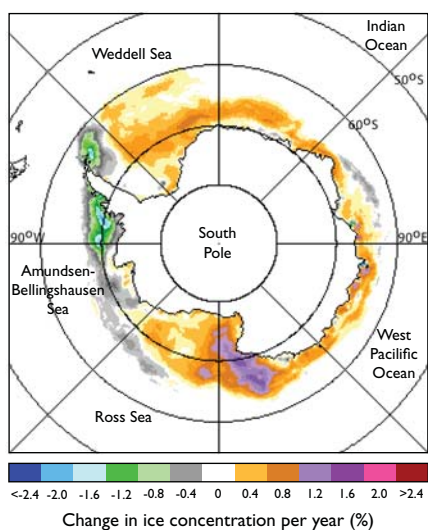 Indian
Ocean
Weddell Sea
50°S
60°S
South
Pole
90°W
90°E
Amundsen-
Bellingshausen
Sea
West
Pacilific
Ocean
Ross Sea
<-2.4 -2.0 -1.6 -1.2 -0.8 -0.4 0 0.4 0.8 1.2 1.6 2.0 >2.4
Change in ice concentration per year (%)